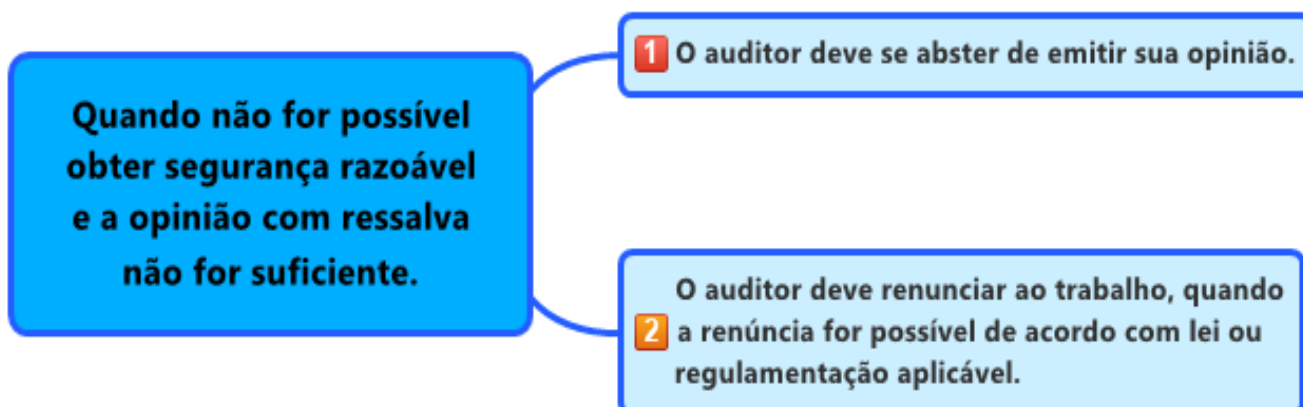 Quando não for possível
obter segurança razoável
e a opinião com ressalva
não for suficiente.
1 O auditor deve se abster de emitir sua opinião.
O auditor deve renunciar ao trabalho, quando
2 a renúncia for possível de acordo com lei ou
regulamentação aplicável.